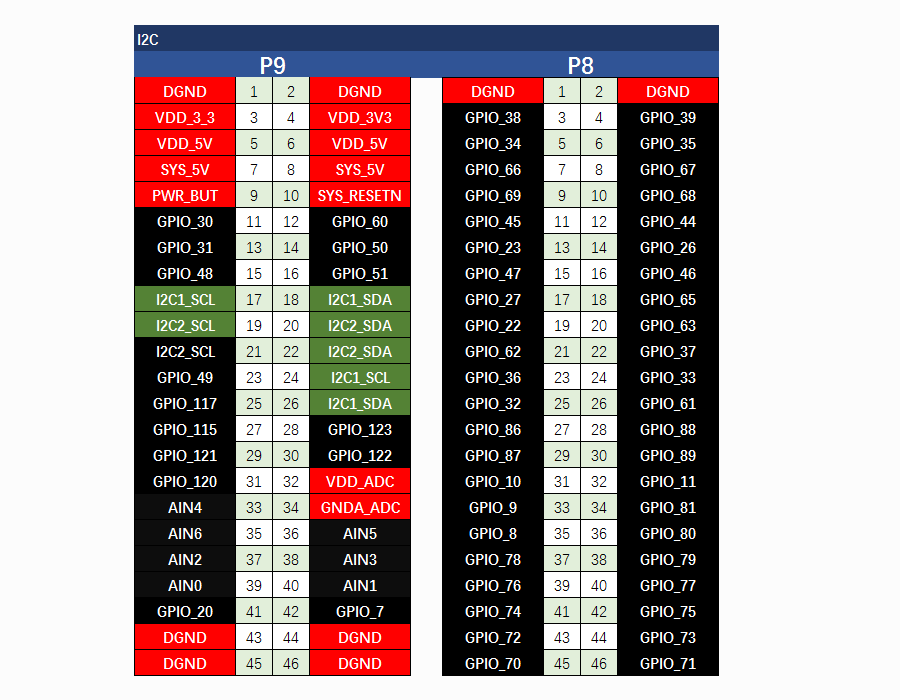 I2C
P9 P8
DGND 1 2 DGND DGND 1 2 DGND
VDD_3_3 3 4 VDD_3V3 GPIO_38 3 4 GPIO_39
VDD_5V 5 6 VDD_5V GPIO_34 5 6 GPIO_35
SYS_5V 7 8 SYS_5V GPIO_66 7 8 GPIO_67
PWR_BUT 9 10 SYS_RESETN GPIO_69 9 10 GPIO_68
GPIO_30 11 12 GPIO_60 GPIO_45 11 12 GPIO_44
GPIO_31 13 14 GPIO_50 GPIO_23 13 14 GPIO_26
GPIO_48 15 16 GPIO_51 GPIO_47 15 16 GPIO_46
I2C1_SCL 17 18 I2C1_SDA GPIO_27 17 18 GPIO_65
I2C2_SCL 19 20 I2C2_SDA GPIO_22 19 20 GPIO_63
I2C2_SCL 21 22 I2C2_SDA GPIO_62 21 22 GPIO_37
GPIO_49 23 24 I2C1_SCL GPIO_36 23 24 GPIO_33
GPIO_117 25 26 I2C1_SDA GPIO_32 25 26 GPIO_61
GPIO_115 27 28 GPIO_123 GPIO_86 27 28 GPIO_88
GPIO_121 29 30 GPIO_122 GPIO_87 29 30 GPIO_89
GPIO_120 31 32 VDD_ADC GPIO_10 31 32 GPIO_11
AIN4 33 34 GNDA_ADC GPIO_9 33 34 GPIO_81
AIN6 35 36 AIN5 GPIO_8 35 36 GPIO_80
AIN2 37 38 AIN3 GPIO_78 37 38 GPIO_79
AIN0 39 40 AIN1 GPIO_76 39 40 GPIO_77
GPIO_20 41 42 GPIO_7 GPIO_74 41 42 GPIO_75
DGND 43 44 DGND GPIO_72 43 44 GPIO_73
DGND 45 46 DGND GPIO_70 45 46 GPIO_71